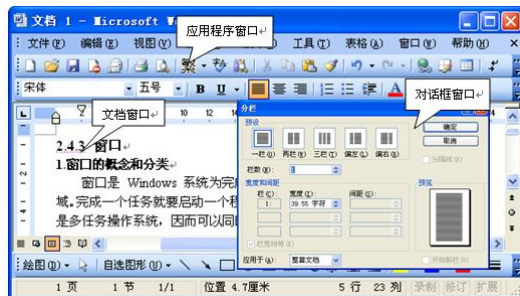 文档 1 - Microsoft W
应用程序窗口
文件(F) 编辑(E) 视图(V) 工具(T) 表格(A) 窗口(W) 帮助(H) ×
宋体 五号 B U
对话框窗口
文档窗口
10 12
2.4.3 窗口
1.窗口的概念和分类
窗口是 Windows 系统为完
域,完成一个任务就要启动一个程
是多任务操作系统,因而可以同
分栏
预设
一栏(O) 两栏(W) 三栏(T) 偏左(L) 偏右(R)
栏数(N): 1
宽度和间距
栏(C): 宽度(I): 间距(S):
1: 39.55 字符
栏宽相等(E)
应用于(A): 整篇文档
确定
取消
分隔线(B)
预览
开始新栏(U)
绘图(D) 自选图形(U)
1 页 1 节 1/1 位置 4.7厘米 5 行 23 列 录制 修订 扩展